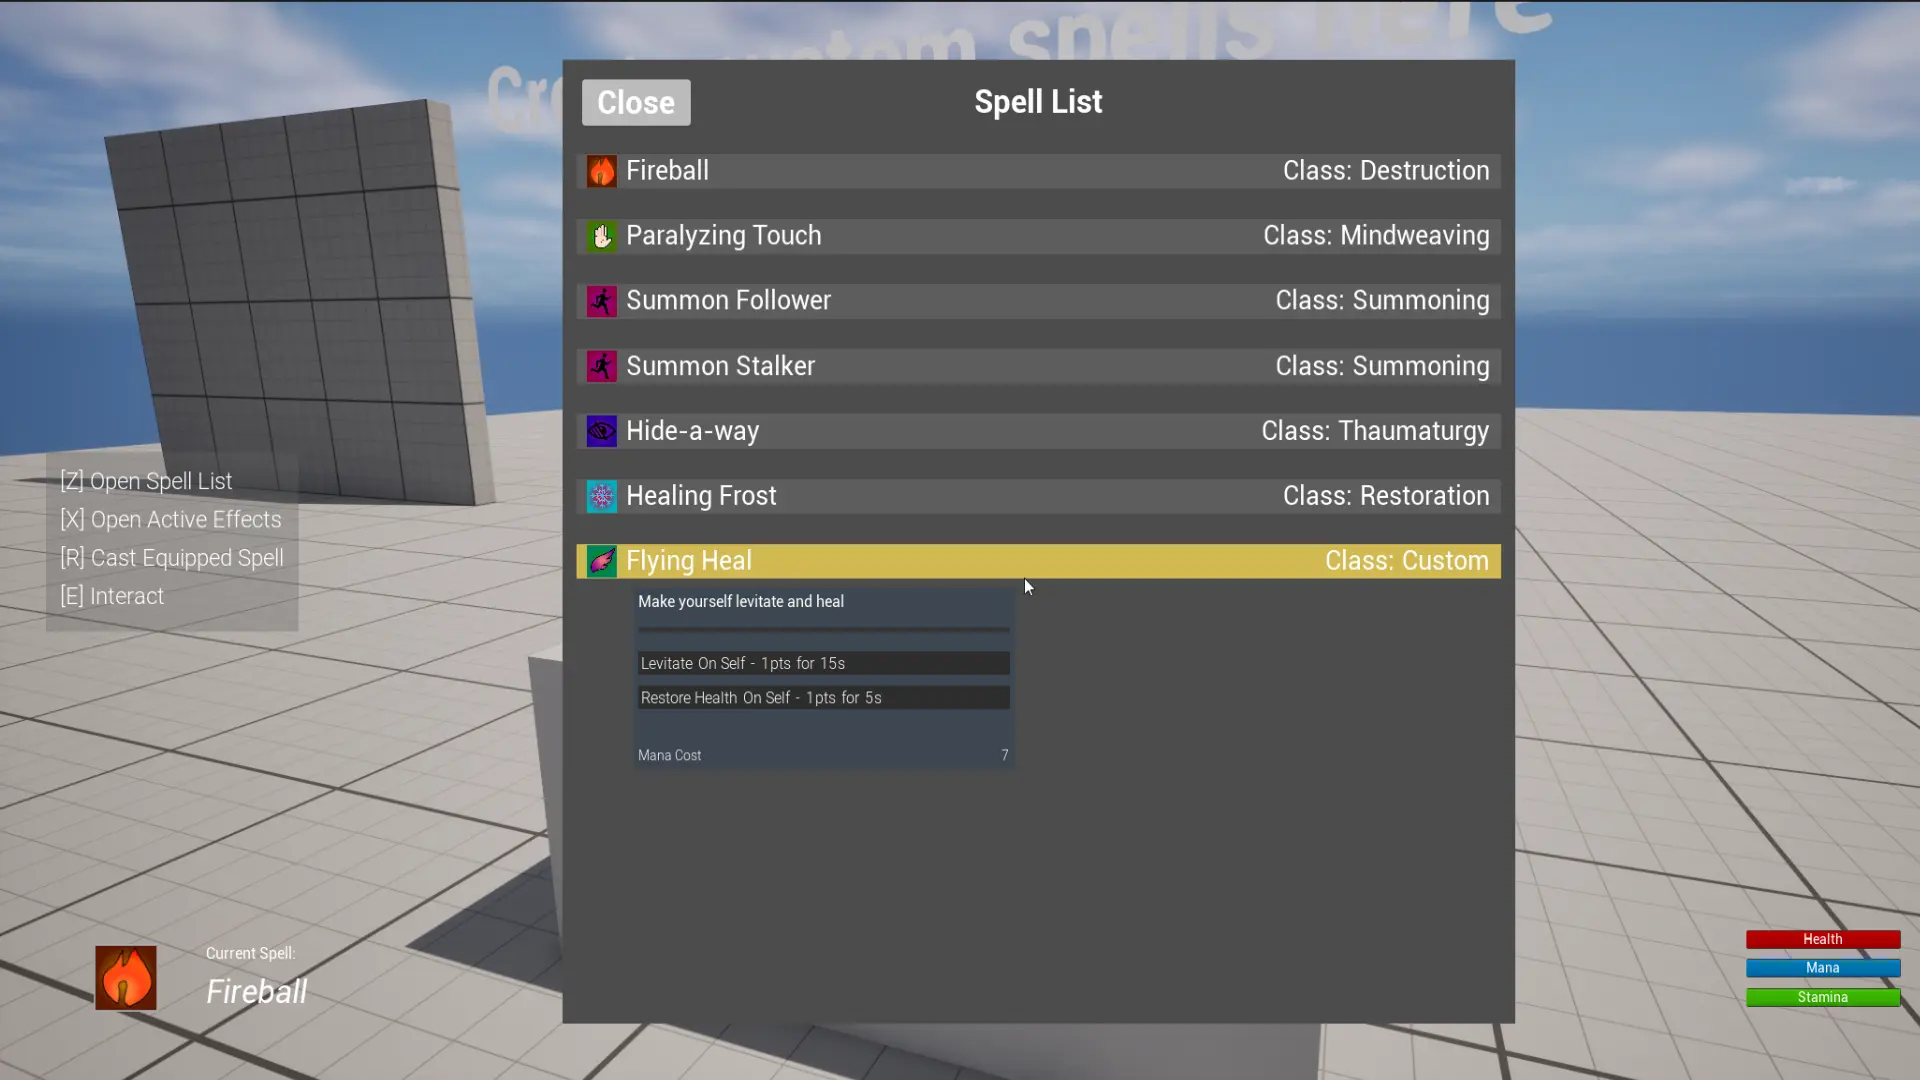 Create custom spells here
Close
Spell List
Fireball Class: Destruction
Paralyzing Touch Class: Mindweaving
Summon Follower Class: Summoning
Summon Stalker Class: Summoning
Hide-a-way Class: Thaumaturgy
Healing Frost Class: Restoration
Flying Heal Class: Custom
Make yourself levitate and heal
Levitate On Self - 1pts for 15s
Restore Health On Self - 1pts for 5s
Mana Cost 7
[Z] Open Spell List
[X] Open Active Effects
[R] Cast Equipped Spell
[E] Interact
Current Spell:
Fireball
Health
Mana
Stamina